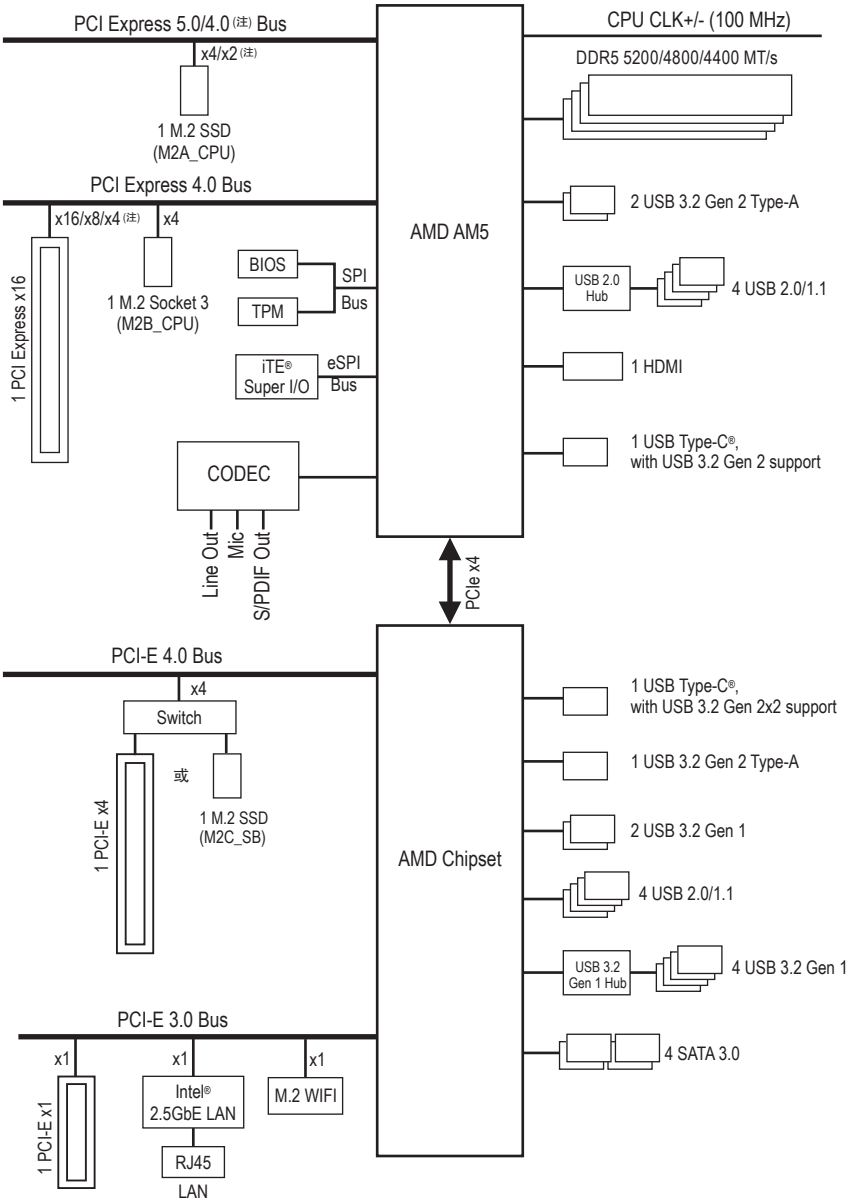 PCI Express 5.0/4.0 (注) Bus
x4/x2 (注)
1 M.2 SSD
(M2A_CPU)
PCI Express 4.0 Bus
x16/x8/x4 (注)
x4
1 PCI Express x16
1 M.2 Socket 3
(M2B_CPU)
BIOS
TPM
SPI
Bus
iTE®
Super I/O
eSPI
Bus
CODEC
Line Out
Mic
S/PDIF Out
AMD AM5
CPU CLK+/- (100 MHz)
DDR5 5200/4800/4400 MT/s
2 USB 3.2 Gen 2 Type-A
USB 2.0
Hub
4 USB 2.0/1.1
1 HDMI
1 USB Type-C®,
with USB 3.2 Gen 2 support
PCIe x4
PCI-E 4.0 Bus
x4
Switch
1 PCI-E x4
或
1 M.2 SSD
(M2C_SB)
AMD Chipset
1 USB Type-C®,
with USB 3.2 Gen 2x2 support
1 USB 3.2 Gen 2 Type-A
2 USB 3.2 Gen 1
4 USB 2.0/1.1
USB 3.2
Gen 1 Hub
4 USB 3.2 Gen 1
4 SATA 3.0
PCI-E 3.0 Bus
x1
x1
x1
1 PCI-E x1
Intel®
2.5GbE LAN
M.2 WIFI
RJ45
LAN